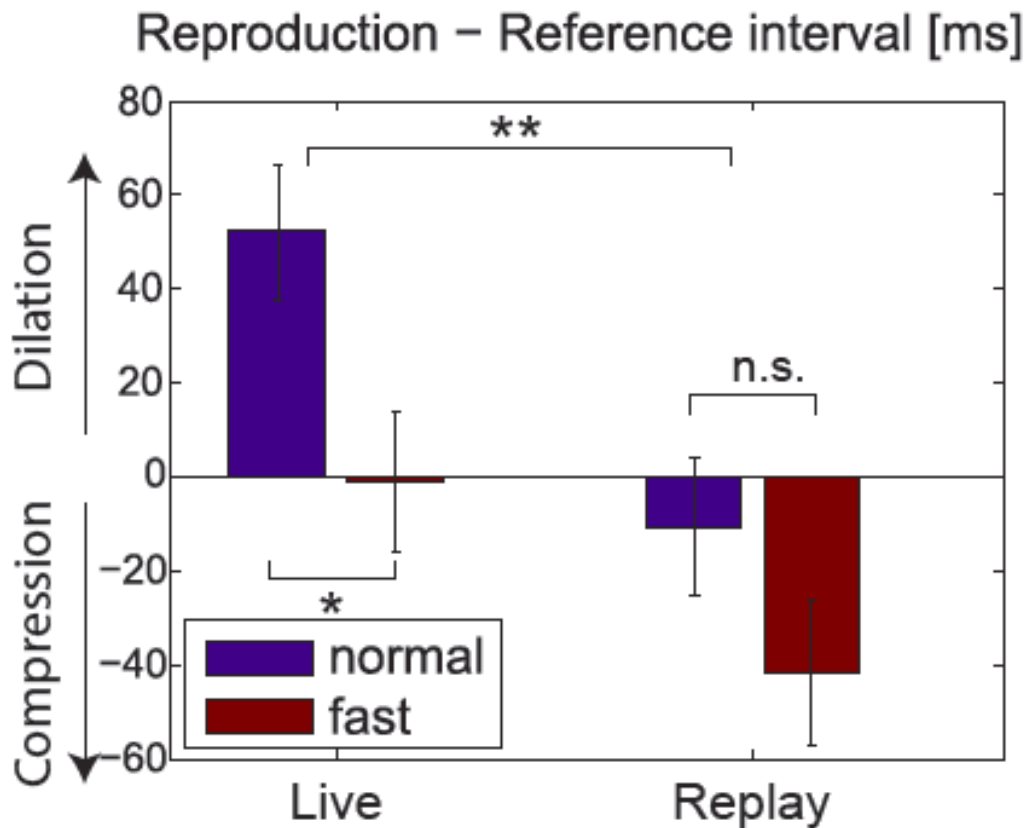 Reproduction − Reference interval [ms]
80
**
60
Dilation
40
n.s.
20
0
Compression
−20
*
normal
−40
fast
−60
Live Replay